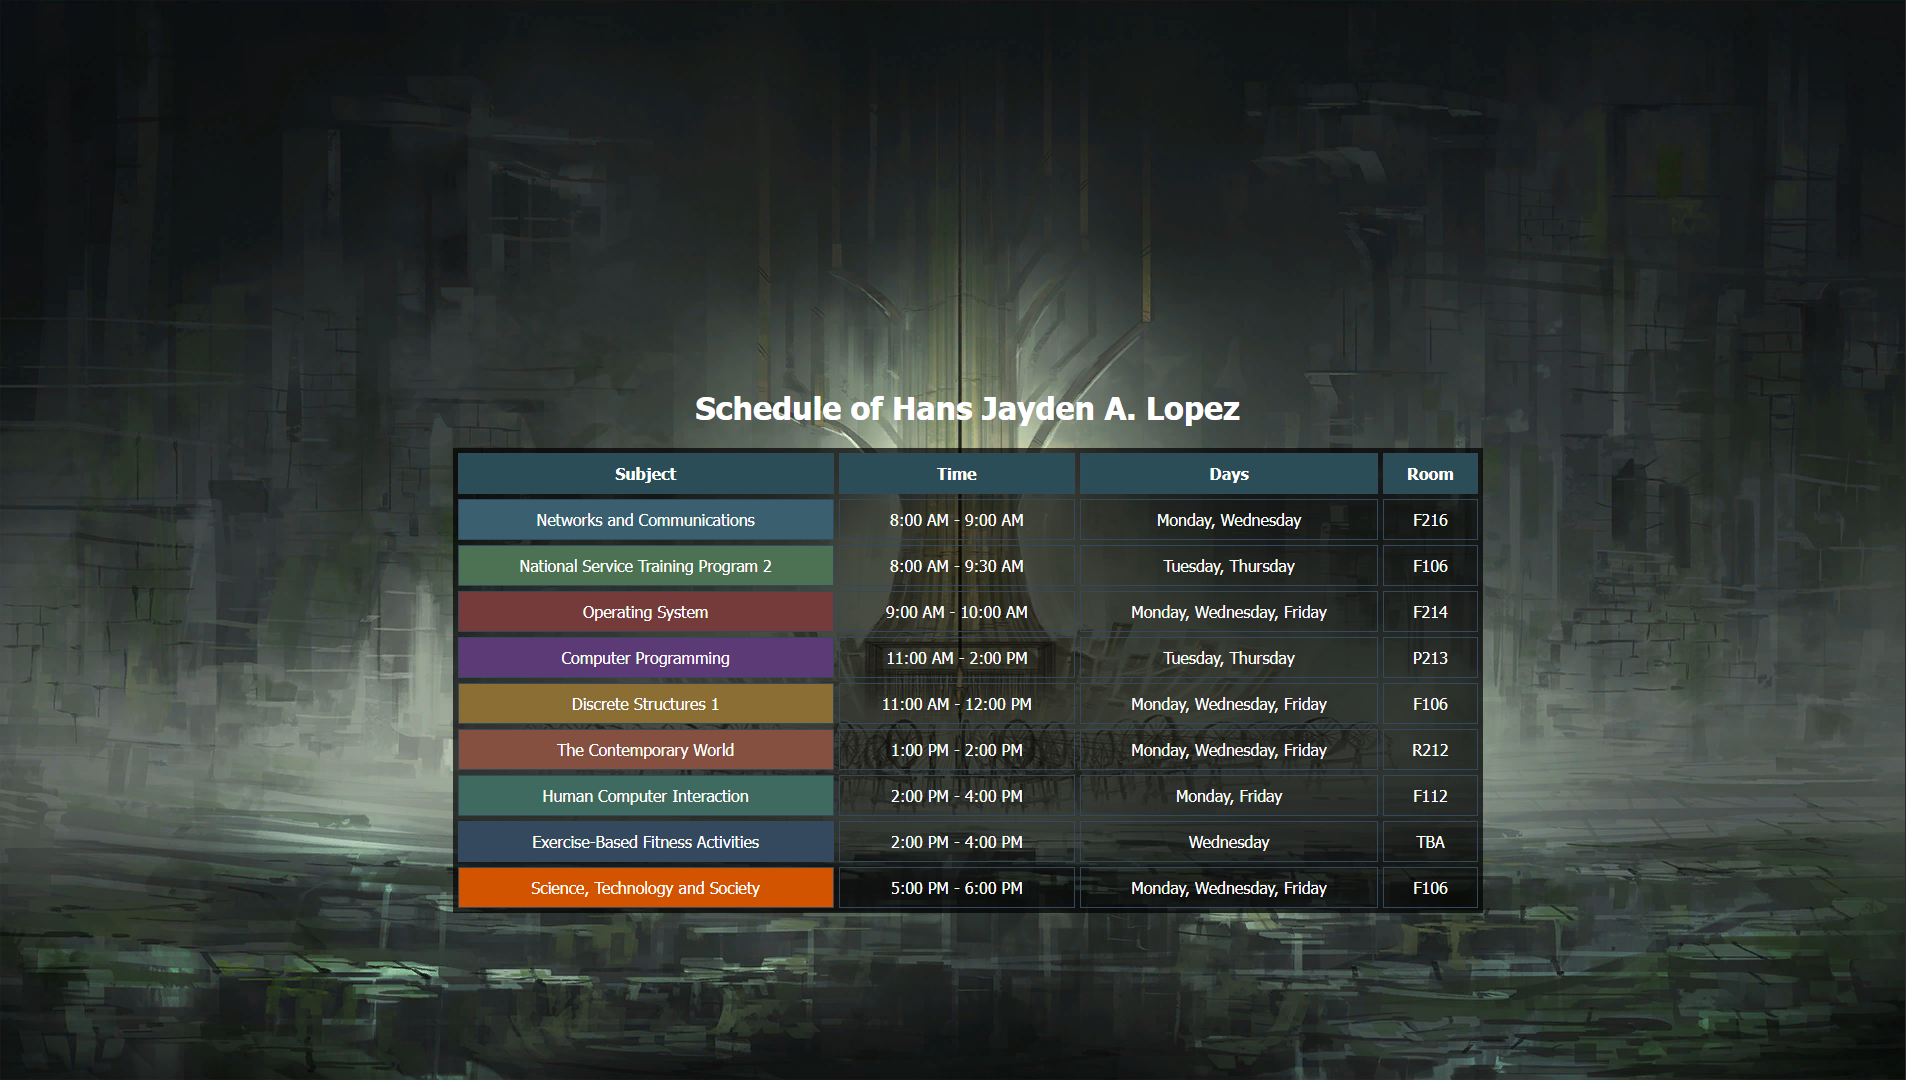 Schedule of Hans Jayden A. Lopez
Subject Time Days Room
Networks and Communications 8:00 AM - 9:00 AM Monday, Wednesday F216
National Service Training Program 2 8:00 AM - 9:30 AM Tuesday, Thursday F106
Operating System 9:00 AM - 10:00 AM Monday, Wednesday, Friday F214
Computer Programming 11:00 AM - 2:00 PM Tuesday, Thursday P213
Discrete Structures 1 11:00 AM - 12:00 PM Monday, Wednesday, Friday F106
The Contemporary World 1:00 PM - 2:00 PM Monday, Wednesday, Friday R212
Human Computer Interaction 2:00 PM - 4:00 PM Monday, Friday F112
Exercise-Based Fitness Activities 2:00 PM - 4:00 PM Wednesday TBA
Science, Technology and Society 5:00 PM - 6:00 PM Monday, Wednesday, Friday F106